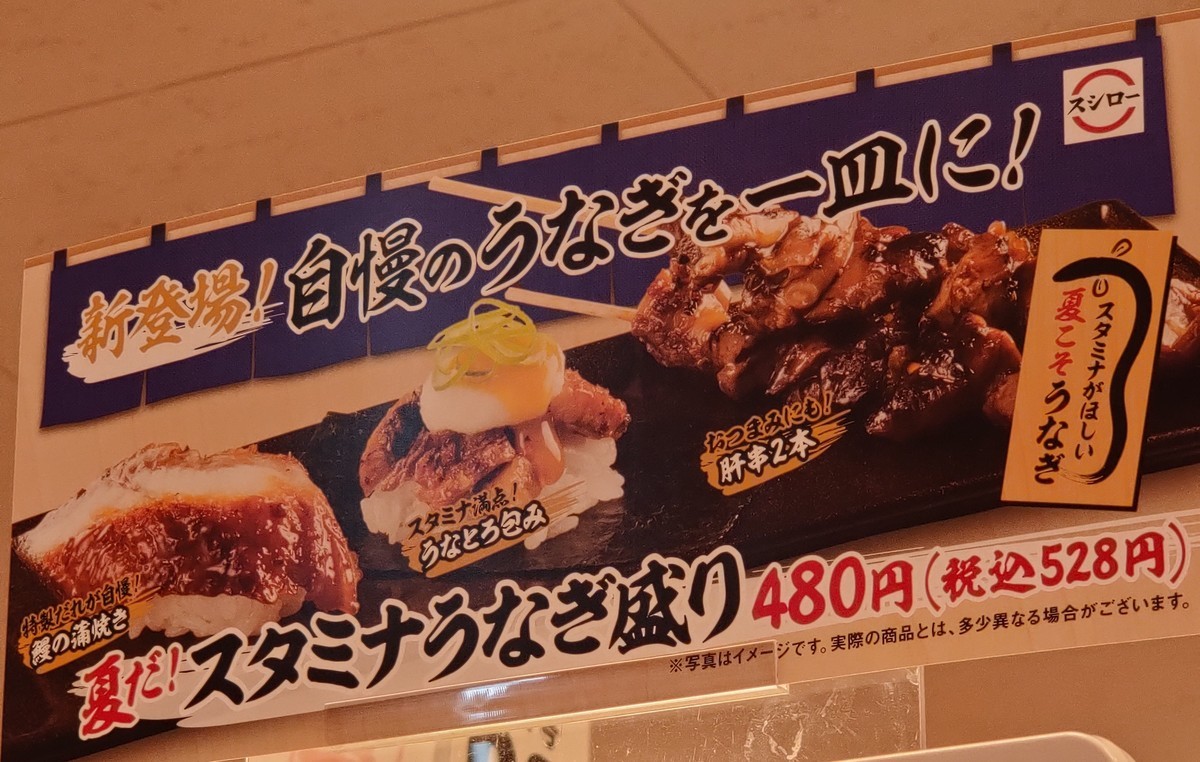 スシロー
新登場!自慢のうなぎを一皿に!
スタミナがほしい
夏こそうなぎ
おつまみにも!
肝串2本
スタミナ満点!
うなとろ包み
特製だれが自慢!
鰻の蒲焼き
夏だ!スタミナうなぎ盛り480円(税込528円)
※写真はイメージです。実際の商品とは、多少異なる場合がございます。